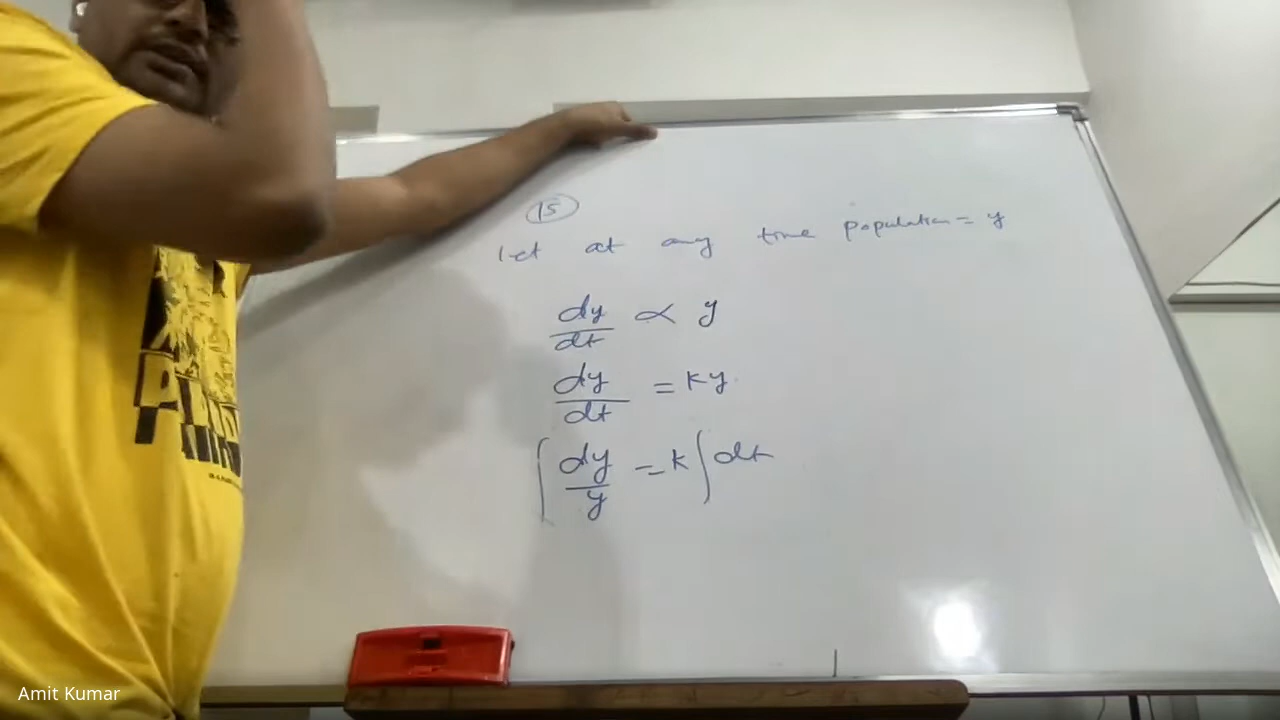 15
Let at any time population = y
dy/dt ∝ y
dy/dt = ky
∫ dy/y = k ∫ dt
Amit Kumar